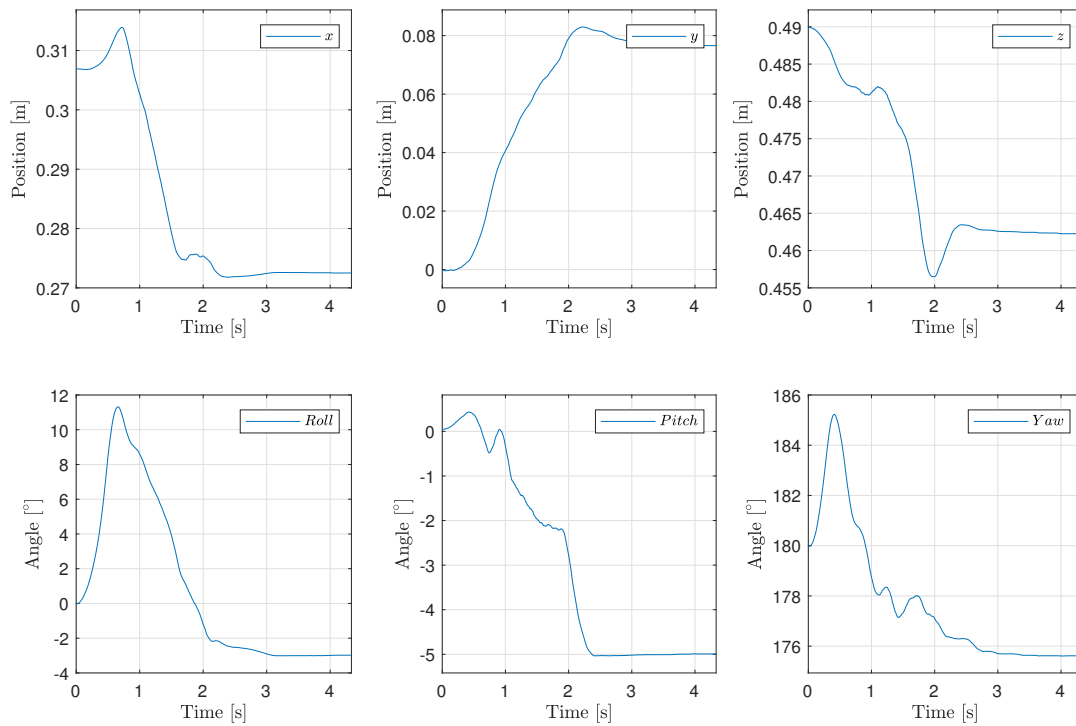 0.31
0.3
0.29
0.28
0.27
Position [m]
x
0 1 2 3 4
Time [s]
0.08
0.06
0.04
0.02
0
Position [m]
y
0 1 2 3 4
Time [s]
0.49
0.485
0.48
0.475
0.47
0.465
0.46
0.455
Position [m]
z
0 1 2 3 4
Time [s]
12
10
8
6
4
2
0
-2
-4
Angle [°]
Roll
0 1 2 3 4
Time [s]
0
-1
-2
-3
-4
-5
Angle [°]
Pitch
0 1 2 3 4
Time [s]
186
184
182
180
178
176
Angle [°]
Yaw
0 1 2 3 4
Time [s]